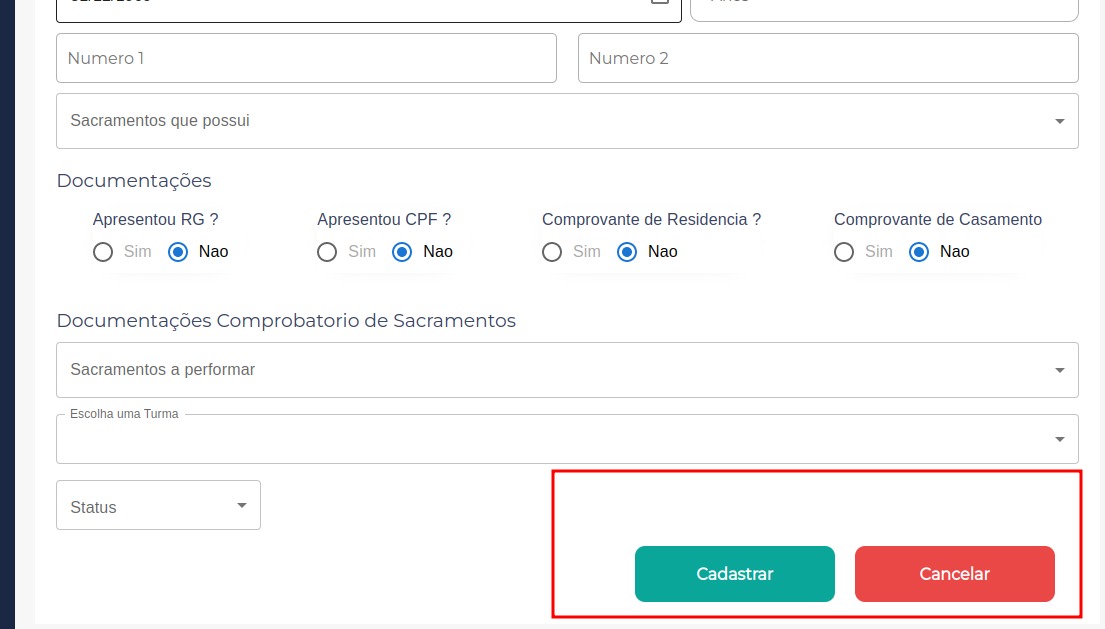 Numero 1
Numero 2
Sacramentos que possui
Documentações
Apresentou RG ?
Apresentou CPF ?
Comprovante de Residencia ?
Comprovante de Casamento
Sim Nao
Sim Nao
Sim Nao
Sim Nao
Documentações Comprobatorio de Sacramentos
Sacramentos a performar
Escolha uma Turma
Status
Cadastrar
Cancelar